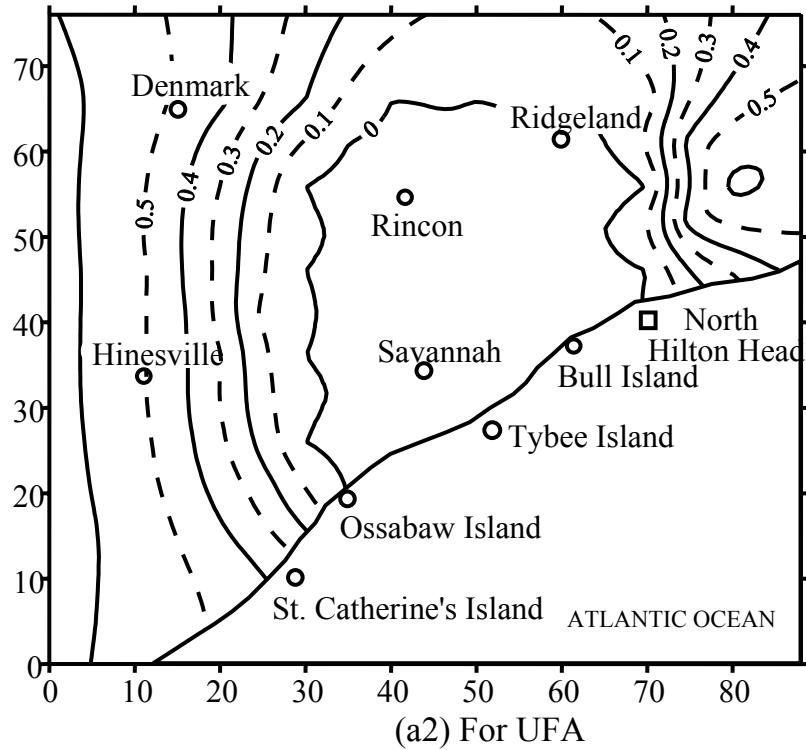 70
60
50
40
30
20
10
0
0 10 20 30 40 50 60 70 80
Denmark
Ridgeland
Rincon
Hinesville
Savannah
North
Hilton Head
Bull Island
Tybee Island
Ossabaw Island
St. Catherine's Island
ATLANTIC OCEAN
0.5
0.4
0.3
0.2
0.1
0
0.1
0.2
0.3
0.4
0.5
(a2) For UFA